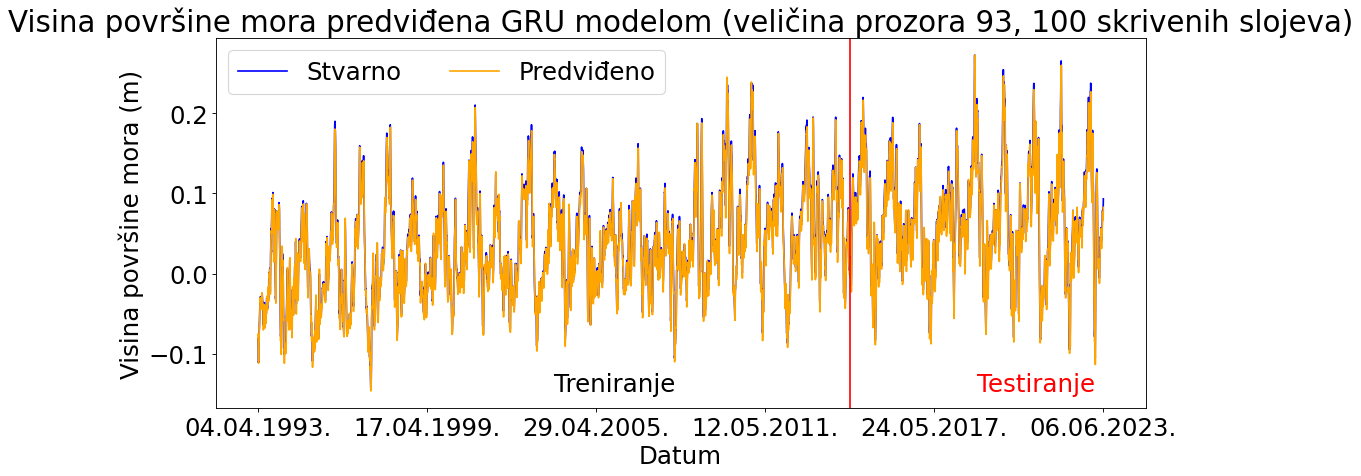 Visina površine mora predviđena GRU modelom (veličina prozora 93, 100 skrivenih slojeva)
Stvarno
Predviđeno
Visina površine mora (m)
0.2
0.1
0.0
−0.1
Treniranje
Testiranje
04.04.1993.
17.04.1999.
29.04.2005.
12.05.2011.
24.05.2017.
06.06.2023.
Datum